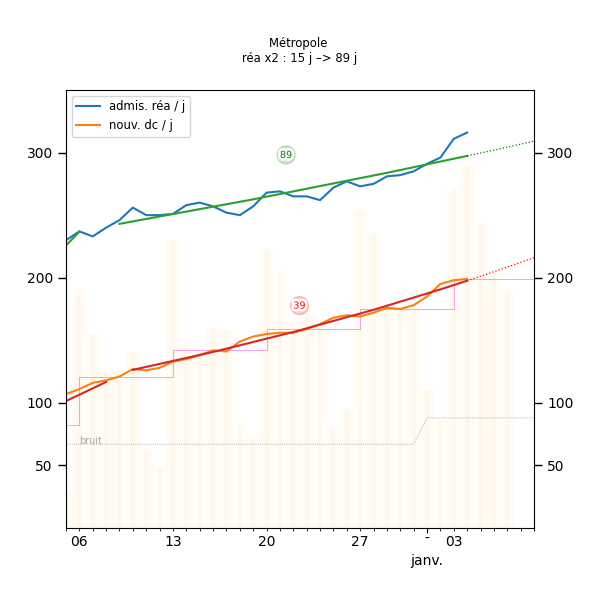 Métropole
réa x2 : 15 j –> 89 j
admis. réa / j
nouv. dc / j
300
300
89
200
200
39
100
100
bruit
50
50
06
13
20
27
-
03
janv.